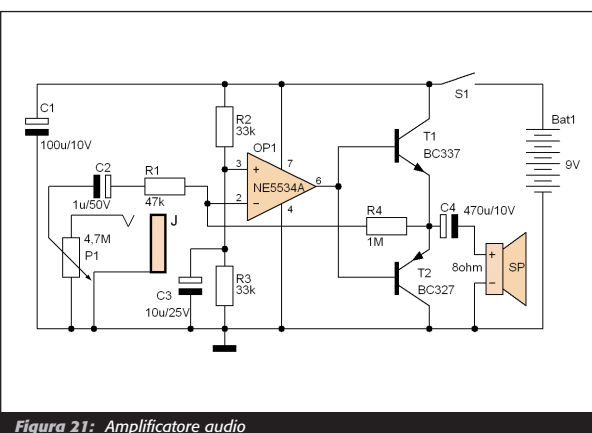 C1
100u/10V
C2
1u/50V
R1
47k
4,7M
P1
J
R2
33k
OP1
3
+
7
NE5534A
6
2
−
4
C3
10u/25V
R3
33k
R4
1M
T1
BC337
T2
BC327
C4
470u/10V
8ohm
+
−
SP
S1
Bat1
9V
Figura 21: Amplificatore audio